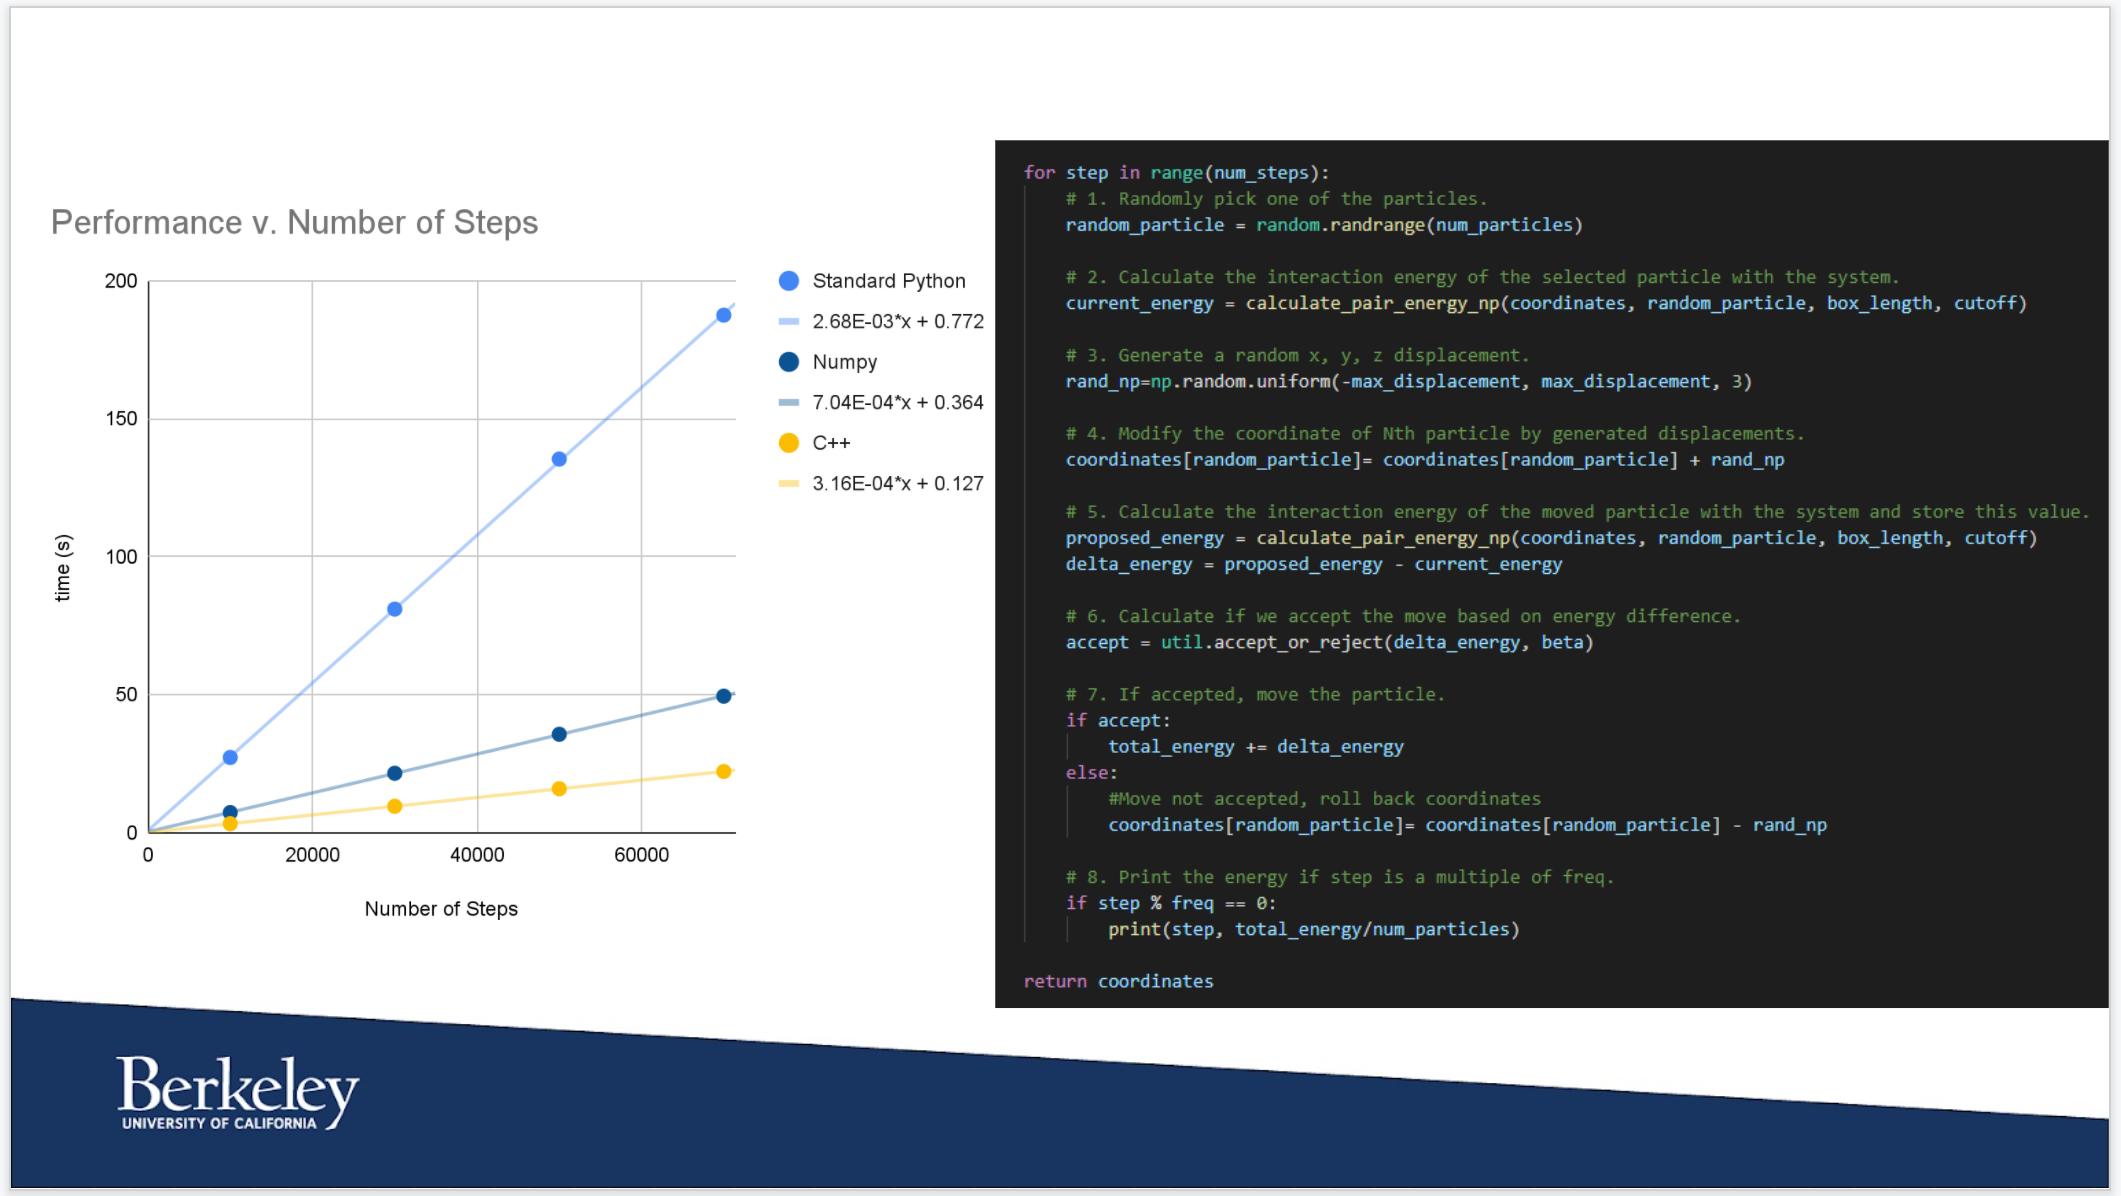 Performance v. Number of Steps
200
150
100
50
0
time (s)
0
20000
40000
60000
Number of Steps
Standard Python
2.68E-03*x + 0.772
Numpy
7.04E-04*x + 0.364
C++
3.16E-04*x + 0.127
for step in range(num_steps):
# 1. Randomly pick one of the particles.
random_particle = random.randrange(num_particles)
# 2. Calculate the interaction energy of the selected particle with the system.
current_energy = calculate_pair_energy_np(coordinates, random_particle, box_length, cutoff)
# 3. Generate a random x, y, z displacement.
rand_np=np.random.uniform(-max_displacement, max_displacement, 3)
# 4. Modify the coordinate of Nth particle by generated displacements.
coordinates[random_particle]= coordinates[random_particle] + rand_np
# 5. Calculate the interaction energy of the moved particle with the system and store this value.
proposed_energy = calculate_pair_energy_np(coordinates, random_particle, box_length, cutoff)
delta_energy = proposed_energy - current_energy
# 6. Calculate if we accept the move based on energy difference.
accept = util.accept_or_reject(delta_energy, beta)
# 7. If accepted, move the particle.
if accept:
total_energy += delta_energy
else:
#Move not accepted, roll back coordinates
coordinates[random_particle]= coordinates[random_particle] - rand_np
# 8. Print the energy if step is a multiple of freq.
if step % freq == 0:
print(step, total_energy/num_particles)
return coordinates
Berkeley
UNIVERSITY OF CALIFORNIA